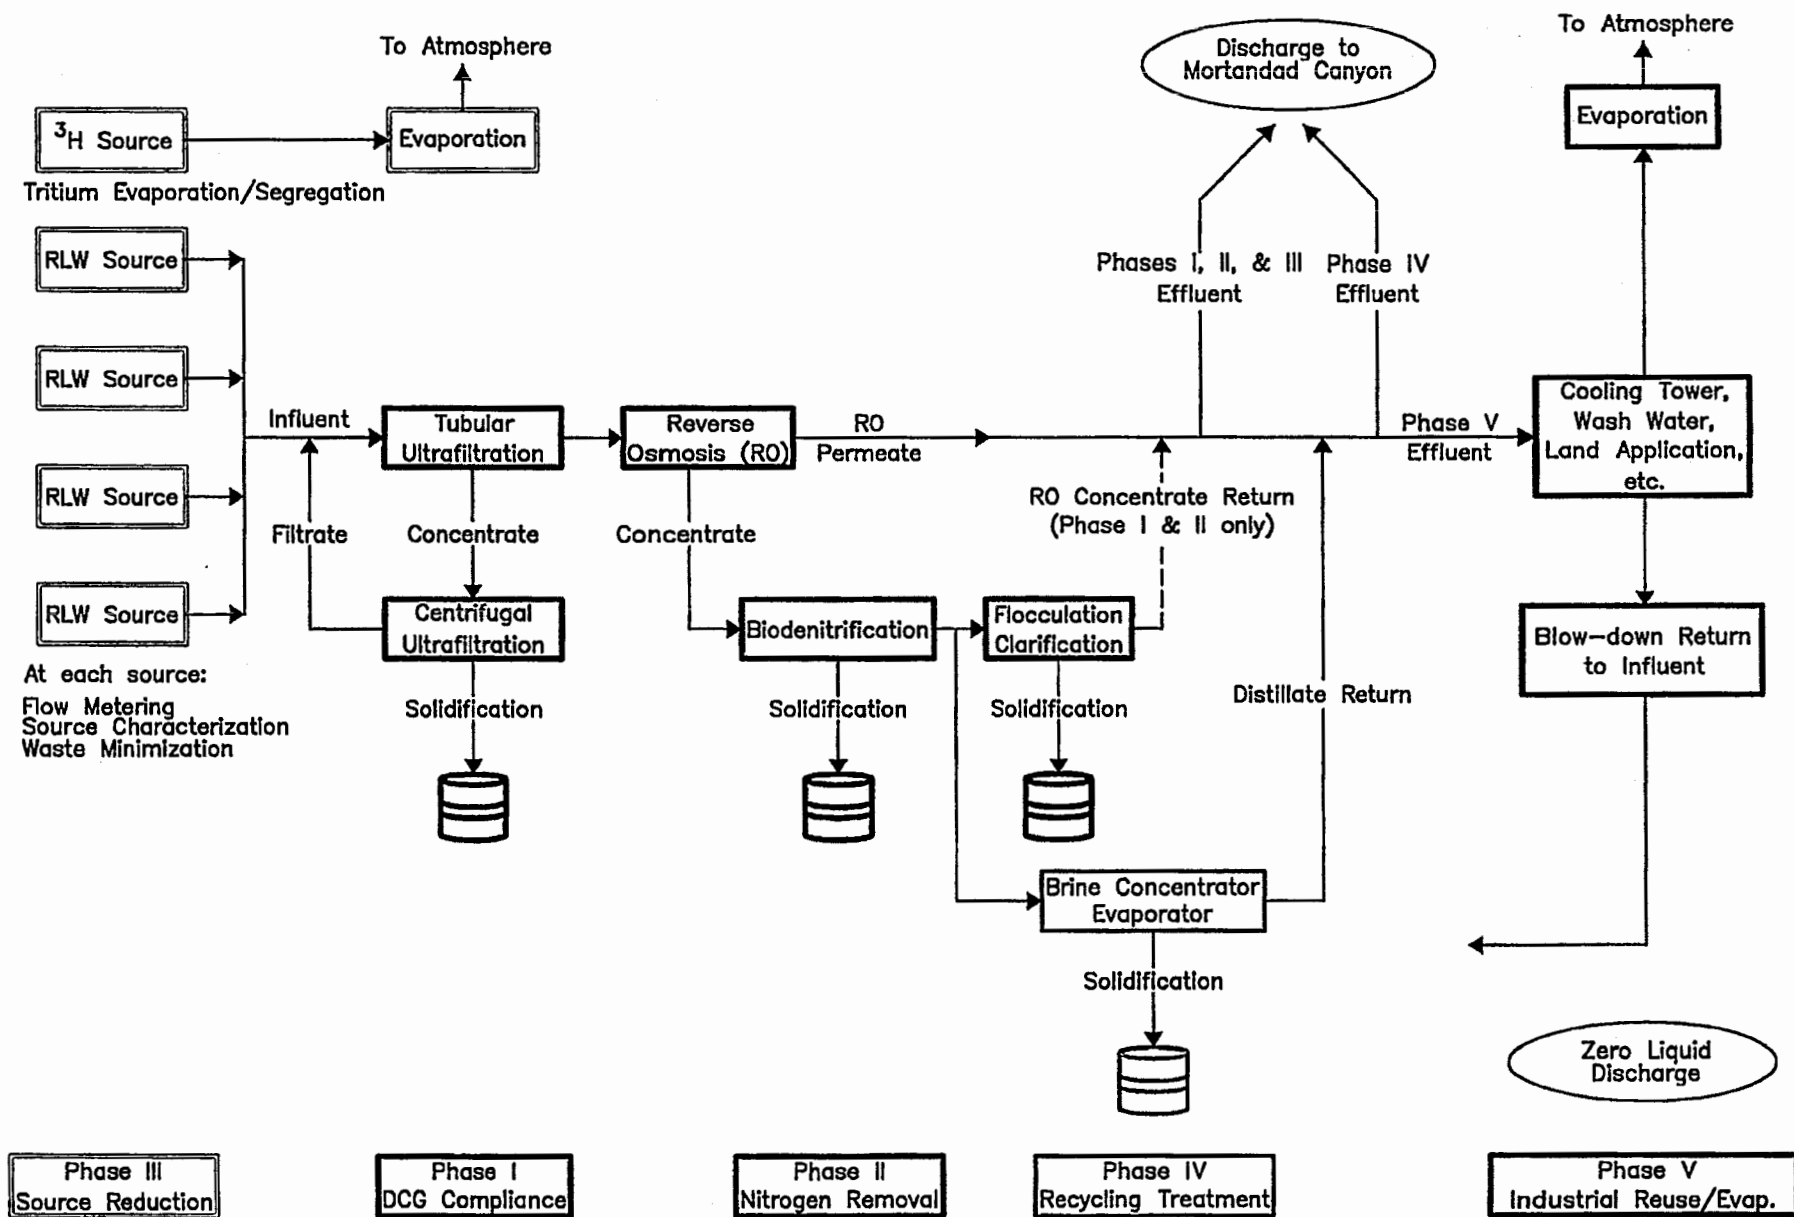 To Atmosphere
Discharge to
Mortandad Canyon
To Atmosphere
³H Source
Evaporation
Evaporation
Tritium Evaporation/Segregation
RLW Source
Phases I, II, & III
Effluent
Phase IV
Effluent
RLW Source
Influent
Tubular
Ultrafiltration
Reverse
Osmosis (RO)
RO
Permeate
Phase V
Effluent
Cooling Tower,
Wash Water,
Land Application,
etc.
RLW Source
Filtrate
Concentrate
Concentrate
RO Concentrate Return
(Phase I & II only)
RLW Source
Centrifugal
Ultrafiltration
Biodenitrification
Flocculation
Clarification
Blow-down Return
to Influent
At each source:
Flow Metering
Source Characterization
Waste Minimization
Solidification
Solidification
Solidification
Distillate Return
Brine Concentrator
Evaporator
Solidification
Zero Liquid
Discharge
Phase III
Source Reduction
Phase I
DCG Compliance
Phase II
Nitrogen Removal
Phase IV
Recycling Treatment
Phase V
Industrial Reuse/Evap.